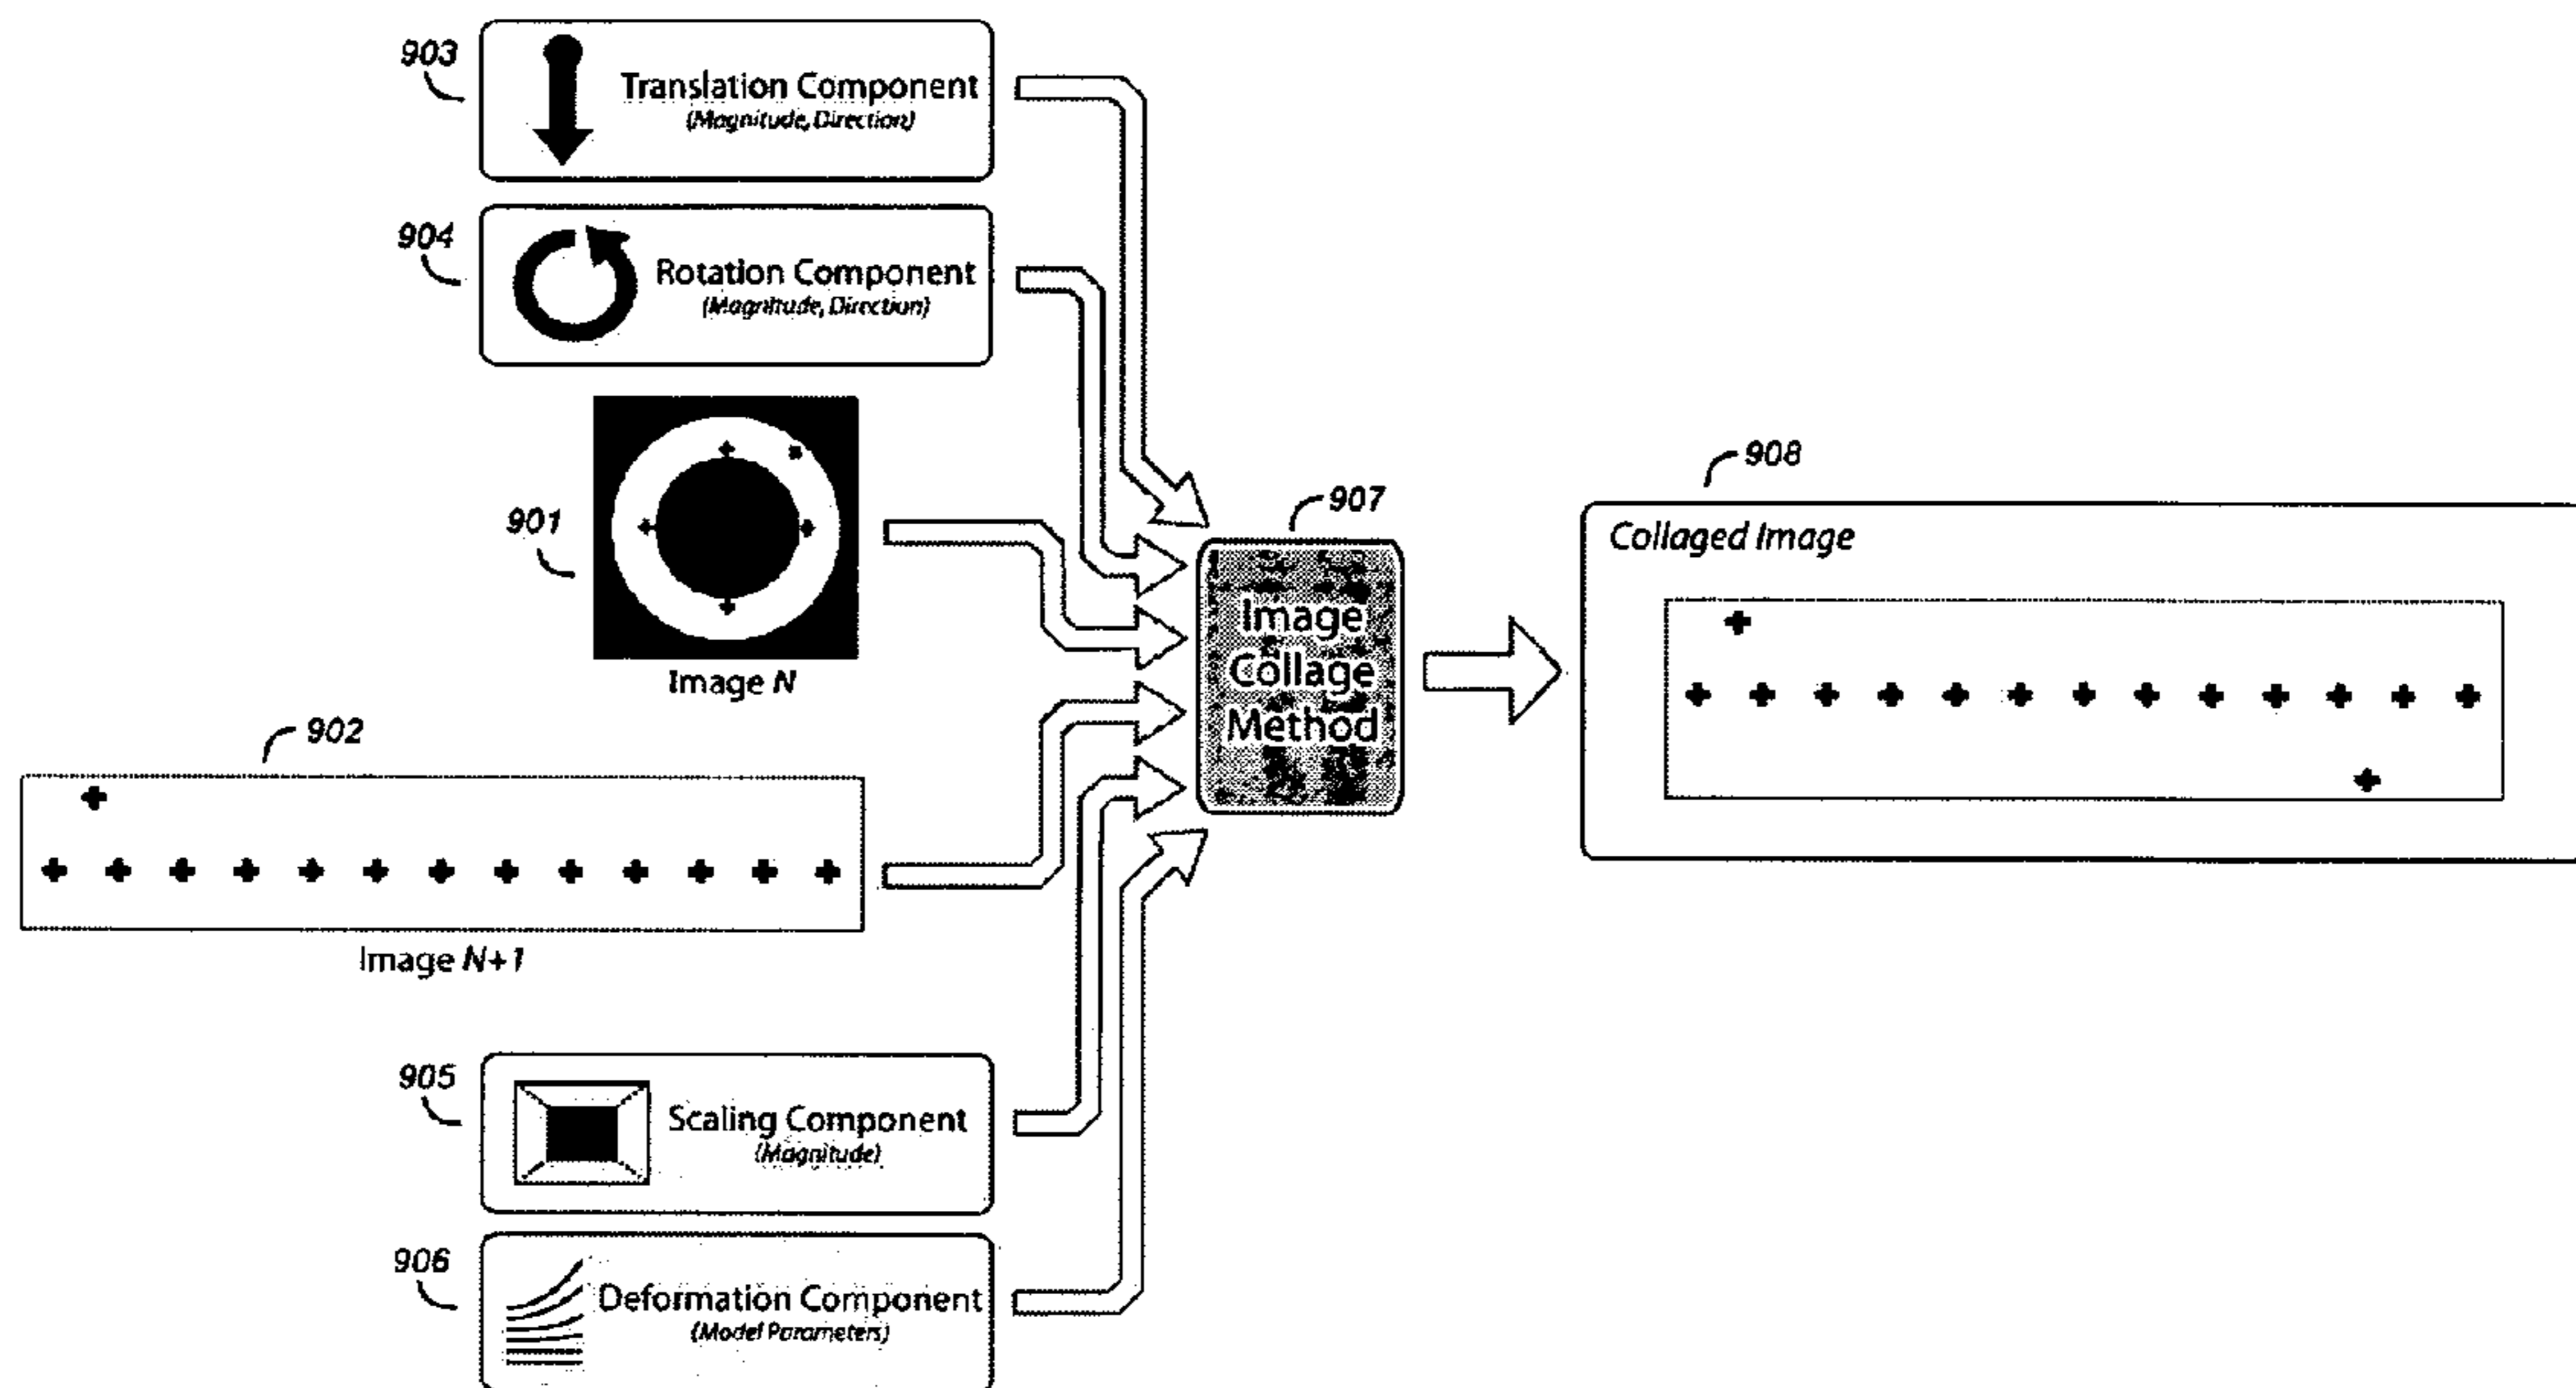 903
Translation Component
(Magnitude, Direction)
904
Rotation Component
(Magnitude, Direction)
901
Image N
902
Image N+1
905
Scaling Component
(Magnitude)
906
Deformation Component
(Model Parameters)
907
Image
Collage
Method
908
Collaged Image